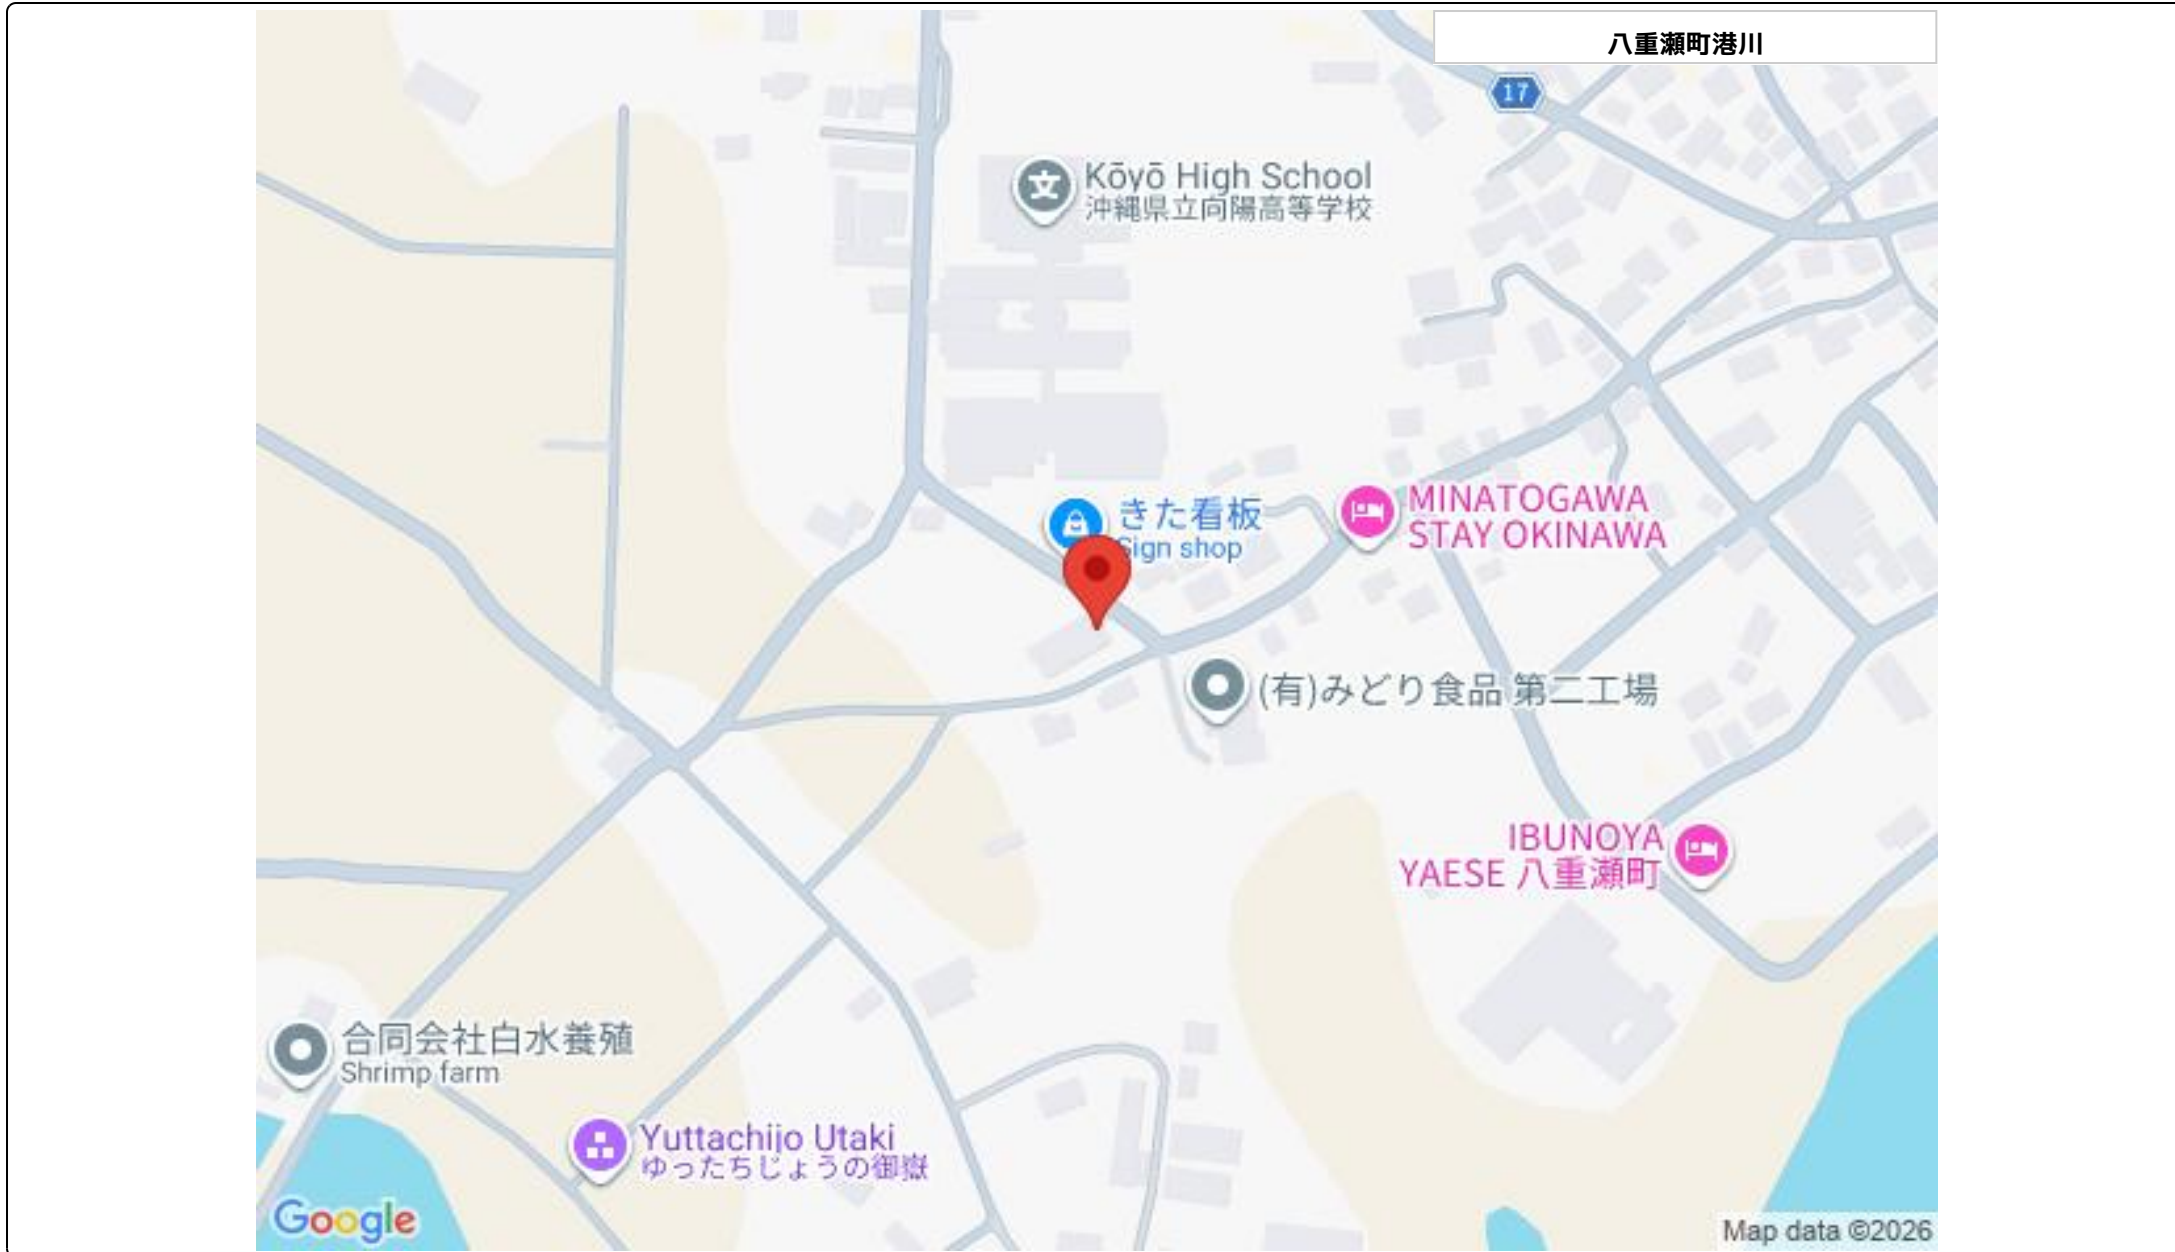 八重瀬町港川
17
Kōyō High School
沖縄県立向陽高等学校
きた看板
Sign shop
MINATOGAWA
STAY OKINAWA
(有)みどり食品 第二工場
IBUNOYA
YAESE 八重瀬町
合同会社白水養殖
Shrimp farm
Yuttachijo Utaki
ゆったちじょうの御嶽
Google
Map data ©2026